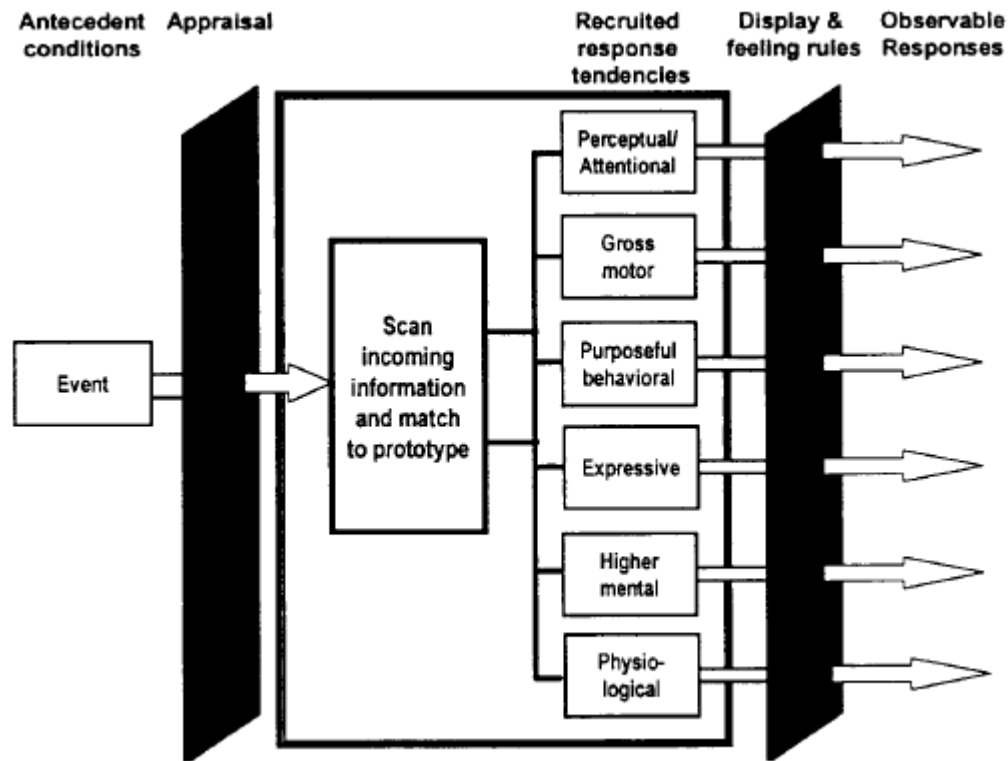 Antecedent
conditions
Appraisal
Recruited
response
tendencies
Display &
feeling rules
Observable
Responses
Event
Scan
incoming
information
and match
to prototype
Perceptual/
Attentional
Gross
motor
Purposeful
behavioral
Expressive
Higher
mental
Physio-
logical